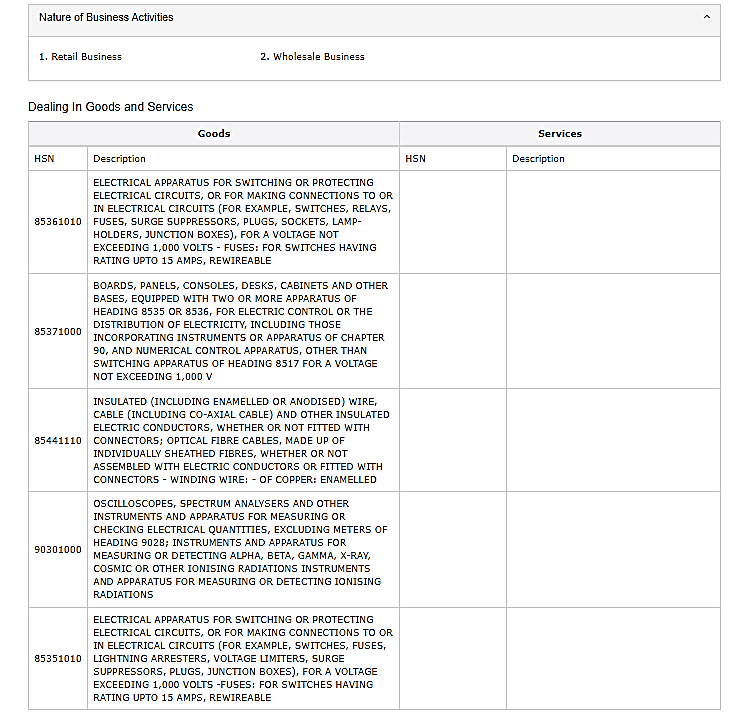 Nature of Business Activities
1. Retail Business
2. Wholesale Business
Dealing In Goods and Services
Goods
Services
HSN
Description
HSN
Description
85361010
ELECTRICAL APPARATUS FOR SWITCHING OR PROTECTING
ELECTRICAL CIRCUITS, OR FOR MAKING CONNECTIONS TO OR
IN ELECTRICAL CIRCUITS (FOR EXAMPLE, SWITCHES, RELAYS,
FUSES, SURGE SUPPRESSORS, PLUGS, SOCKETS, LAMP-
HOLDERS, JUNCTION BOXES), FOR A VOLTAGE NOT
EXCEEDING 1,000 VOLTS - FUSES: FOR SWITCHES HAVING
RATING UPTO 15 AMPS, REWIREABLE
85371000
BOARDS, PANELS, CONSOLES, DESKS, CABINETS AND OTHER
BASES, EQUIPPED WITH TWO OR MORE APPARATUS OF
HEADING 8535 OR 8536, FOR ELECTRIC CONTROL OR THE
DISTRIBUTION OF ELECTRICITY, INCLUDING THOSE
INCORPORATING INSTRUMENTS OR APPARATUS OF CHAPTER
90, AND NUMERICAL CONTROL APPARATUS, OTHER THAN
SWITCHING APPARATUS OF HEADING 8517 FOR A VOLTAGE
NOT EXCEEDING 1,000 V
85441110
INSULATED (INCLUDING ENAMELLED OR ANODISED) WIRE,
CABLE (INCLUDING CO-AXIAL CABLE) AND OTHER INSULATED
ELECTRIC CONDUCTORS, WHETHER OR NOT FITTED WITH
CONNECTORS; OPTICAL FIBRE CABLES, MADE UP OF
INDIVIDUALLY SHEATHED FIBRES, WHETHER OR NOT
ASSEMBLED WITH ELECTRIC CONDUCTORS OR FITTED WITH
CONNECTORS - WINDING WIRE: - OF COPPER: ENAMELLED
90301000
OSCILLOSCOPES, SPECTRUM ANALYSERS AND OTHER
INSTRUMENTS AND APPARATUS FOR MEASURING OR
CHECKING ELECTRICAL QUANTITIES, EXCLUDING METERS OF
HEADING 9028; INSTRUMENTS AND APPARATUS FOR
MEASURING OR DETECTING ALPHA, BETA, GAMMA, X-RAY,
COSMIC OR OTHER IONISING RADIATIONS INSTRUMENTS
AND APPARATUS FOR MEASURING OR DETECTING IONISING
RADIATIONS
85351010
ELECTRICAL APPARATUS FOR SWITCHING OR PROTECTING
ELECTRICAL CIRCUITS, OR FOR MAKING CONNECTIONS TO OR
IN ELECTRICAL CIRCUITS (FOR EXAMPLE, SWITCHES, FUSES,
LIGHTNING ARRESTERS, VOLTAGE LIMITERS, SURGE
SUPPRESSORS, PLUGS, JUNCTION BOXES), FOR A VOLTAGE
EXCEEDING 1,000 VOLTS -FUSES: FOR SWITCHES HAVING
RATING UPTO 15 AMPS, REWIREABLE